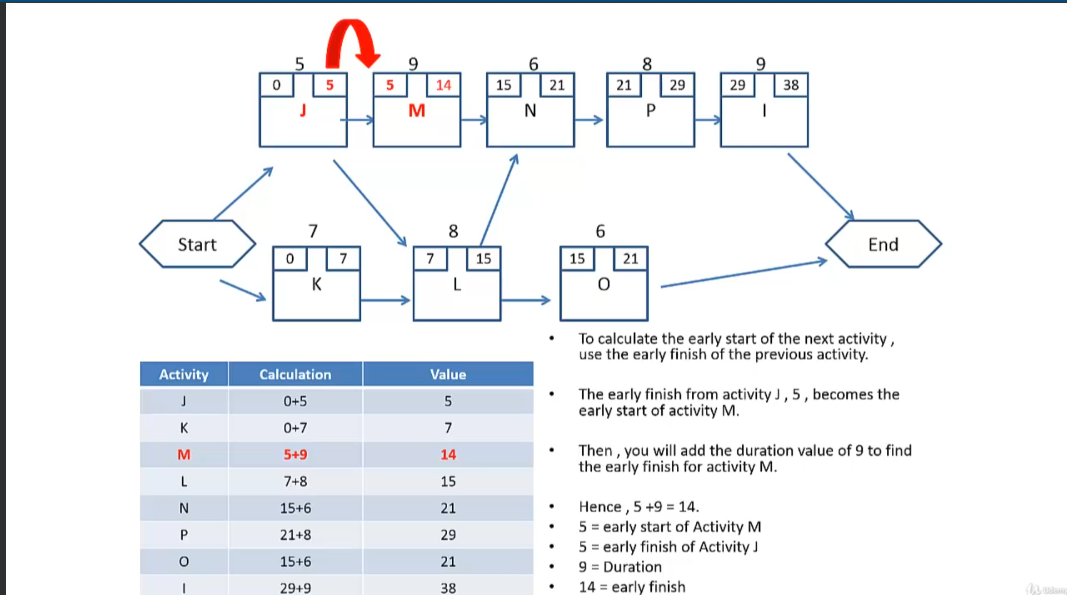 5 9 6 8 9
0 5 5 14 15 21 21 29 29 38
J M N P I
Start
End
7 8 6
0 7 7 15 15 21
K L O
• To calculate the early start of the next activity ,
use the early finish of the previous activity.
• The early finish from activity J , 5 , becomes the
early start of activity M.
• Then , you will add the duration value of 9 to find
the early finish for activity M.
• Hence , 5 +9 = 14.
• 5 = early start of Activity M
• 5 = early finish of Activity J
• 9 = Duration
• 14 = early finish
Activity Calculation Value
J 0+5 5
K 0+7 7
M 5+9 14
L 7+8 15
N 15+6 21
P 21+8 29
O 15+6 21
I 29+9 38
Udemy